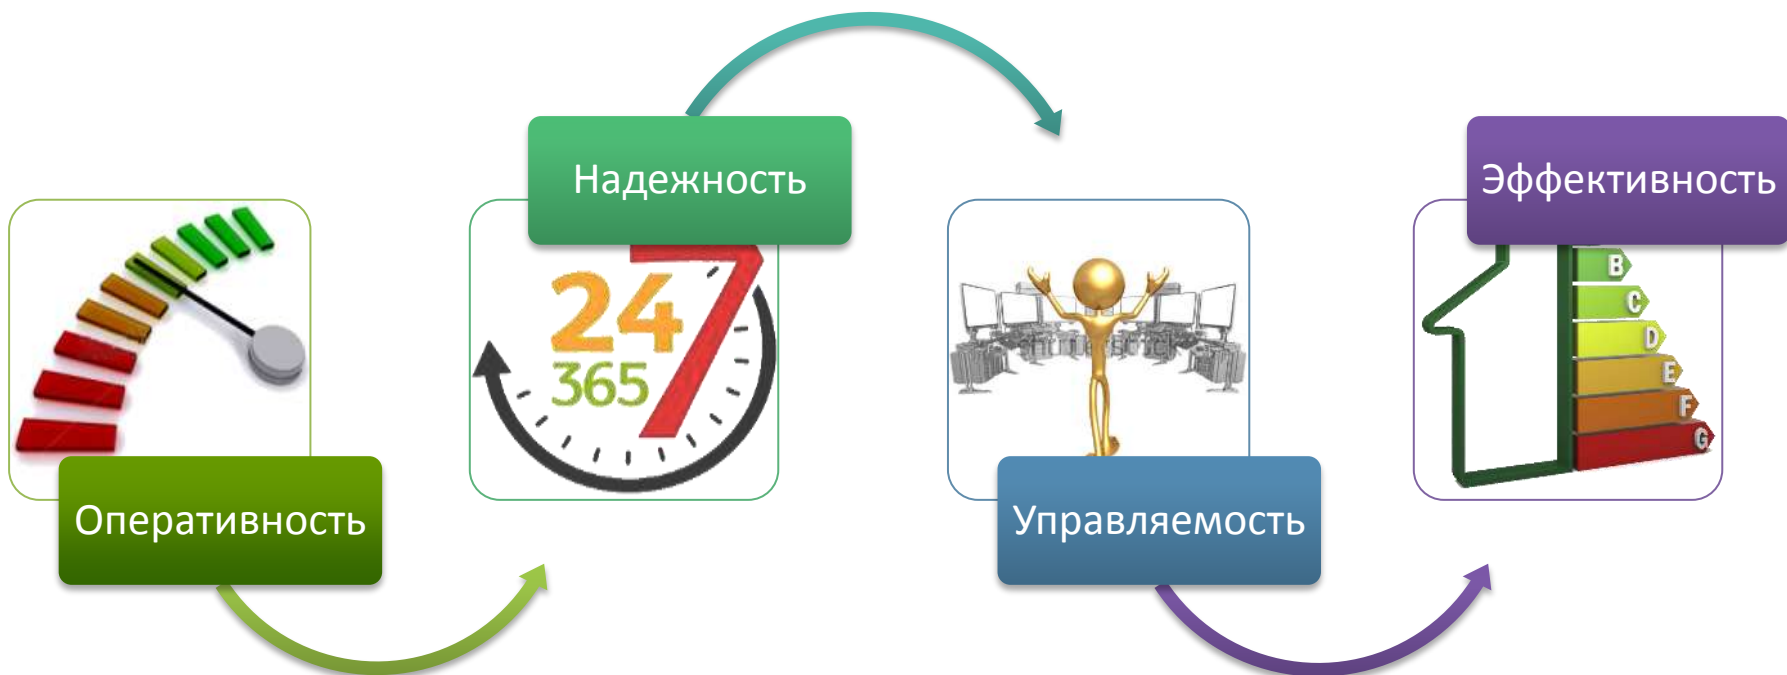 Оперативность
Надежность
24
7
365
Управляемость
Эффективность
B
C
D
E
F
G